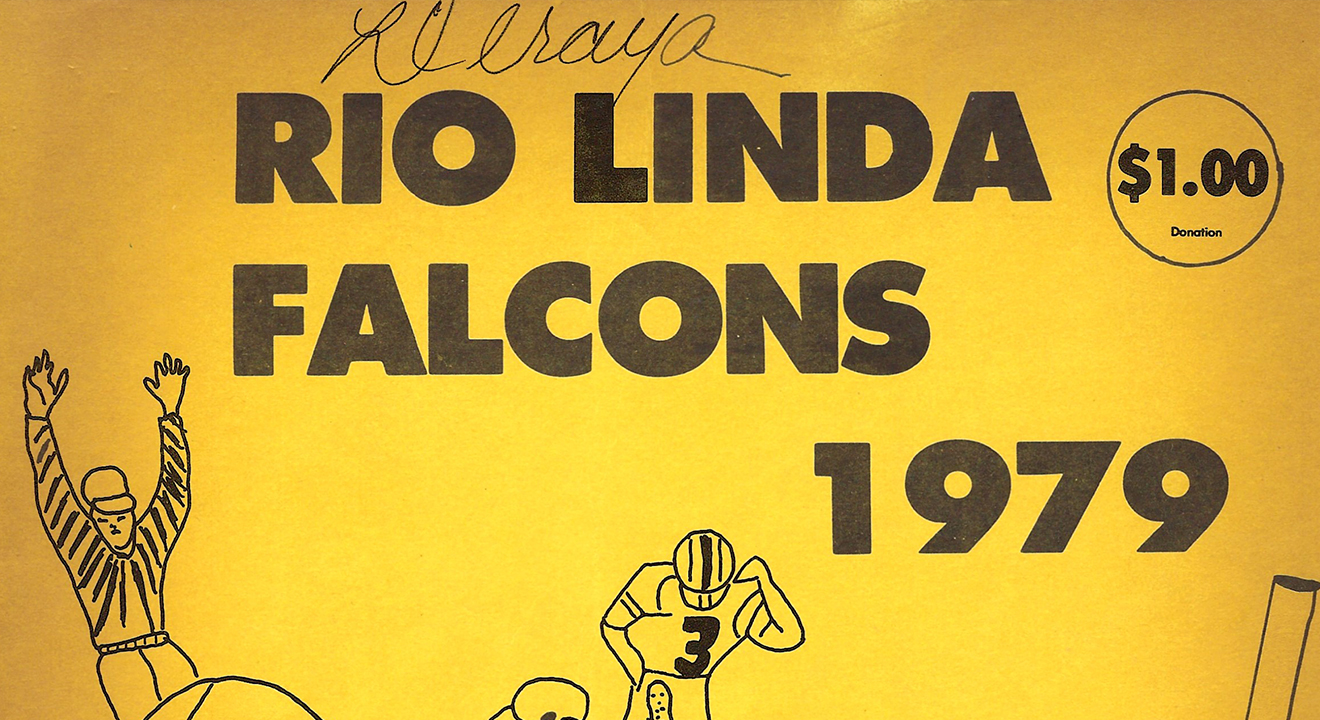 RIO LINDA
$1.00
Donation
FALCONS
1979
3